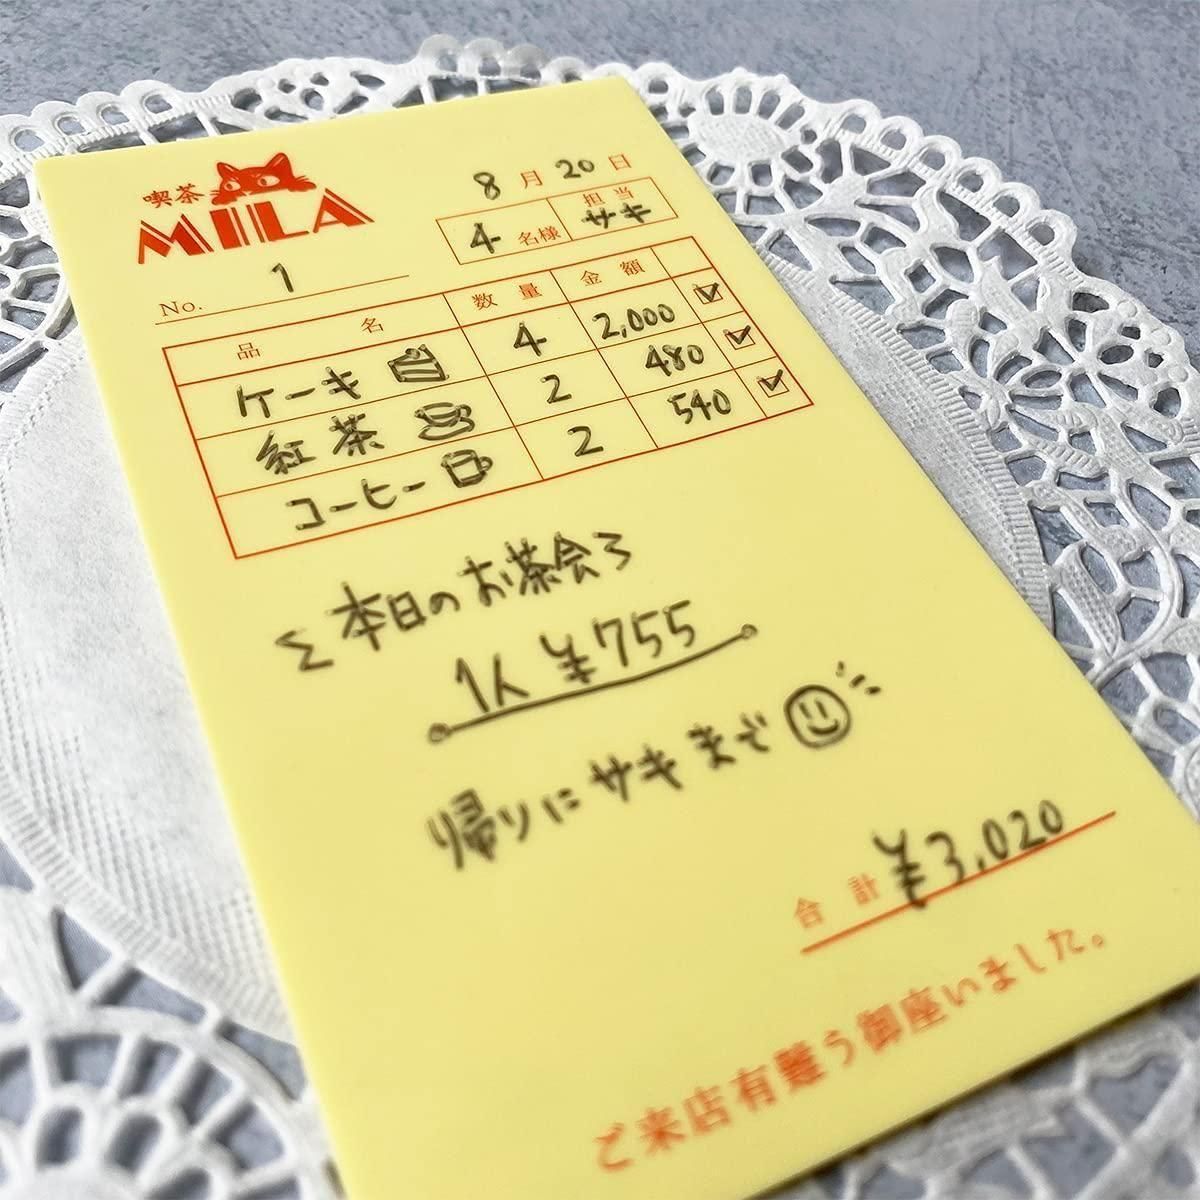 喫茶
MILA
8月20日
4名様 担当 サキ
No. 1
品名 数量 金額
ケーキ 4 2,000
紅茶 2 480
コーヒー 2 540
本日のお茶会
1人 ¥755
帰りにサキまで
合計 ¥3,020
ご来店有難う御座いました。